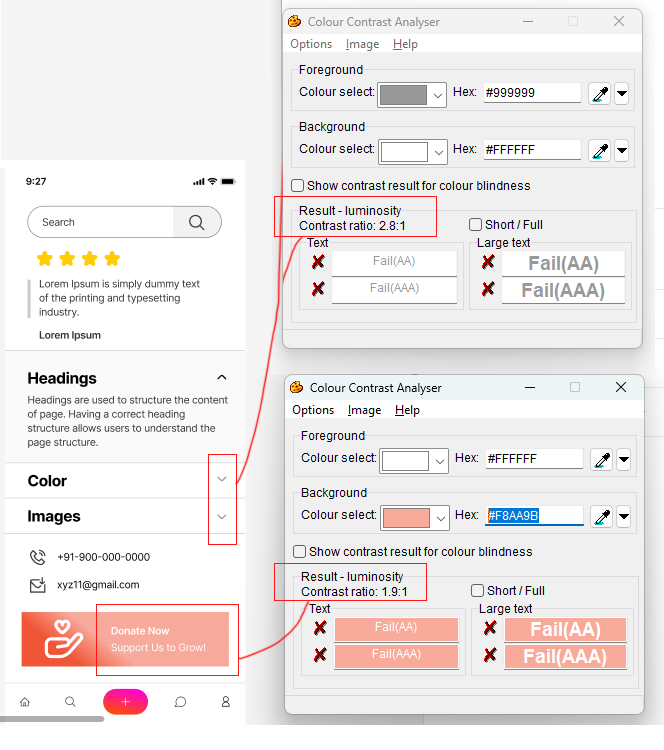 Colour Contrast Analyser
Options Image Help
Foreground
Colour select: Hex: #999999
Background
Colour select: Hex: #FFFFFF
Show contrast result for colour blindness
Result - luminosity
Contrast ratio: 2.8:1
Short / Full
Text
Fail(AA)
Fail(AAA)
Large text
Fail(AA)
Fail(AAA)
9:27
Search
Lorem Ipsum is simply dummy text
of the printing and typesetting
industry.
Lorem Ipsum
Headings
Headings are used to structure the content
of page. Having a correct heading
structure allows users to understand the
page structure.
Color
Images
+91-900-000-0000
xyz11@gmail.com
Donate Now
Support Us to Grow!
Colour Contrast Analyser
Options Image Help
Foreground
Colour select: Hex: #FFFFFF
Background
Colour select: Hex: #F8AA9B
Show contrast result for colour blindness
Result - luminosity
Contrast ratio: 1.9:1
Short / Full
Text
Fail(AA)
Fail(AAA)
Large text
Fail(AA)
Fail(AAA)